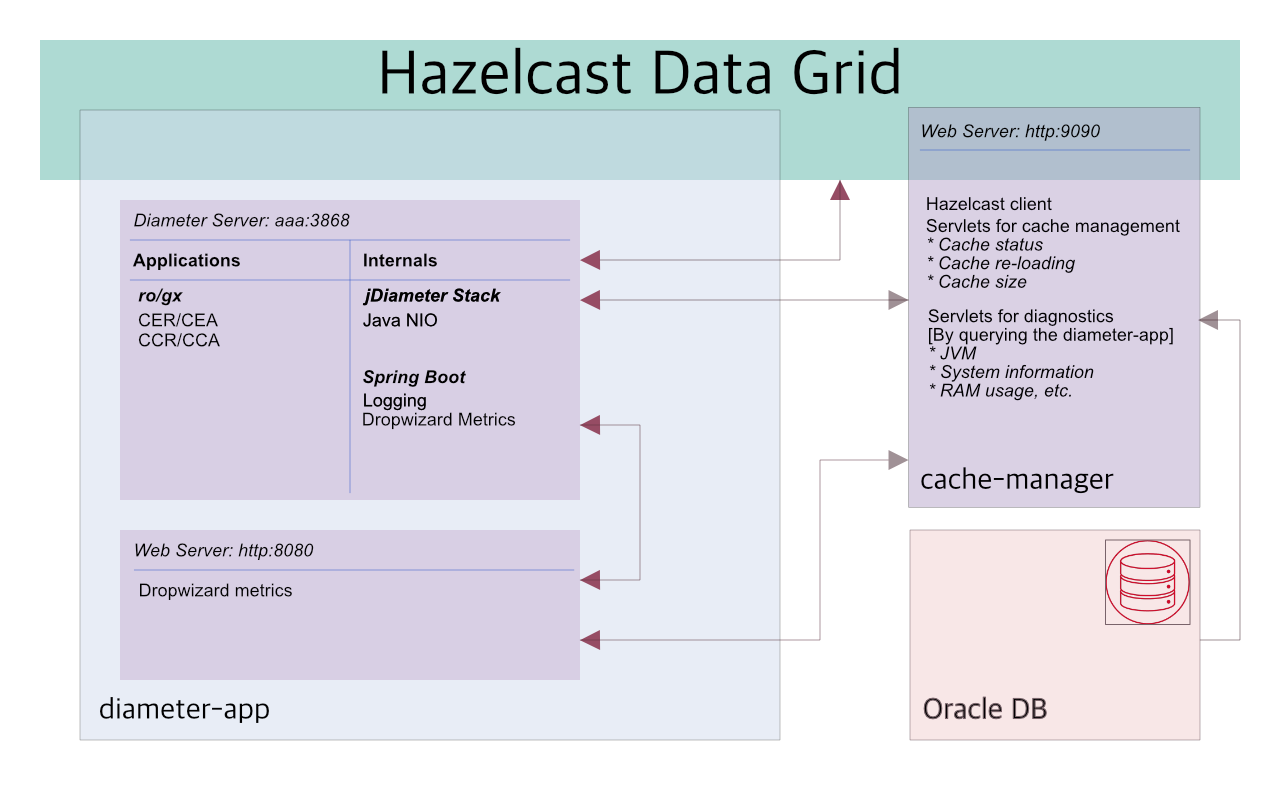 Hazelcast Data Grid
Diameter Server: aaa:3868
Applications
ro/gx
CER/CEA
CCR/CCA
Internals
jDiameter Stack
Java NIO
Spring Boot
Logging
Dropwizard Metrics
Web Server: http:8080
Dropwizard metrics
diameter-app
Web Server: http:9090
Hazelcast client
Servlets for cache management
* Cache status
* Cache re-loading
* Cache size
Servlets for diagnostics
[By querying the diameter-app]
* JVM
* System information
* RAM usage, etc.
cache-manager
Oracle DB